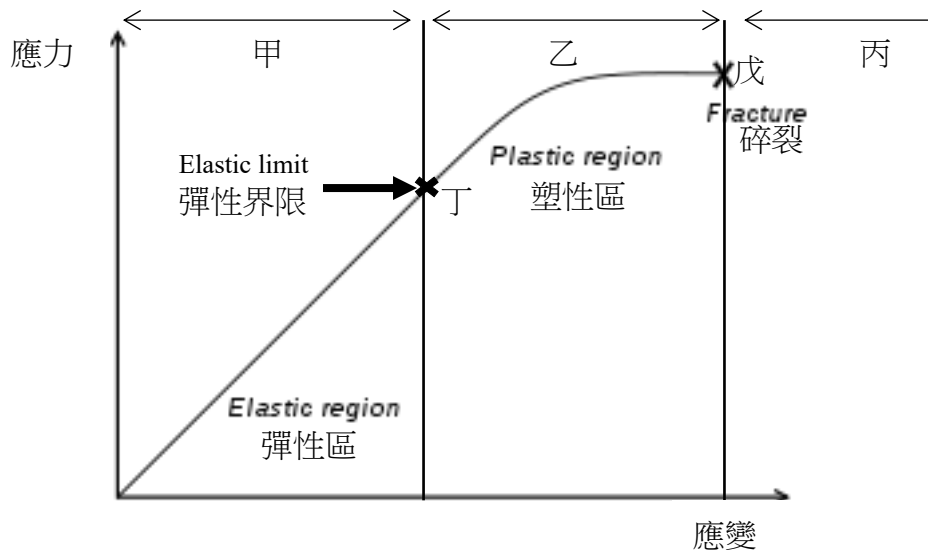 甲
乙
丙
應力
戊
Fracture
碎裂
Elastic limit
彈性界限
丁
Plastic region
塑性區
Elastic region
彈性區
應變